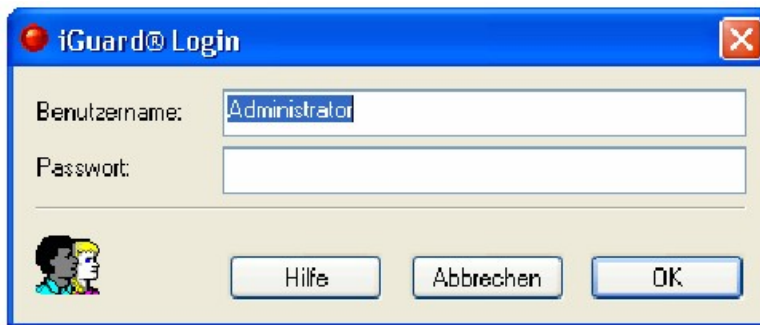 iGuard® Login
Benutzername:
Administrator
Passwort:
Hilfe
Abbrechen
OK